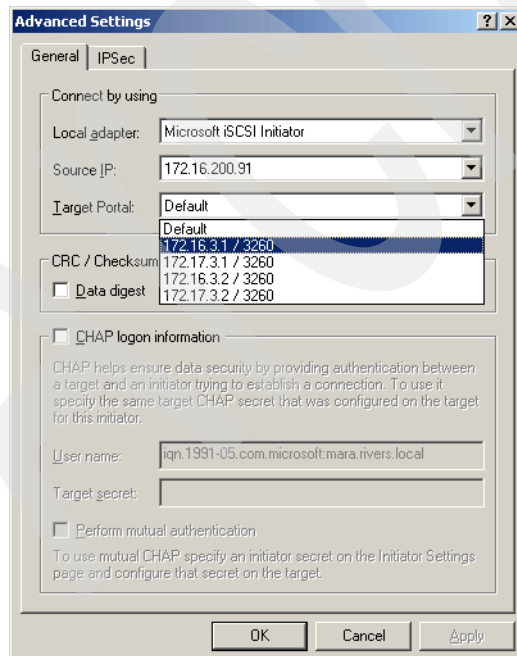 Advanced Settings
General IPSec
Connect by using
Local adapter: Microsoft iSCSI Initiator
Source IP: 172.16.200.91
Target Portal: Default
Default
172.16.3.1 / 3260
172.17.3.1 / 3260
172.16.3.2 / 3260
172.17.3.2 / 3260
CRC / Checksum
Data digest
CHAP logon information
CHAP helps ensure data security by providing authentication between
a target and an initiator trying to establish a connection. To use it
specify the same target CHAP secret that was configured on the target
for this initiator.
User name: iqn.1991-05.com.microsoft:mara.rivers.local
Target secret:
Perform mutual authentication
To use mutual CHAP specify an initiator secret on the Initiator Settings
page and configure that secret on the target.
OK Cancel Apply